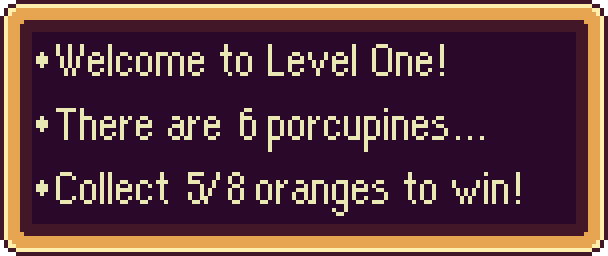 •Welcome to Level One!
•There are 6 porcupines...
•Collect 5/8 oranges to win!